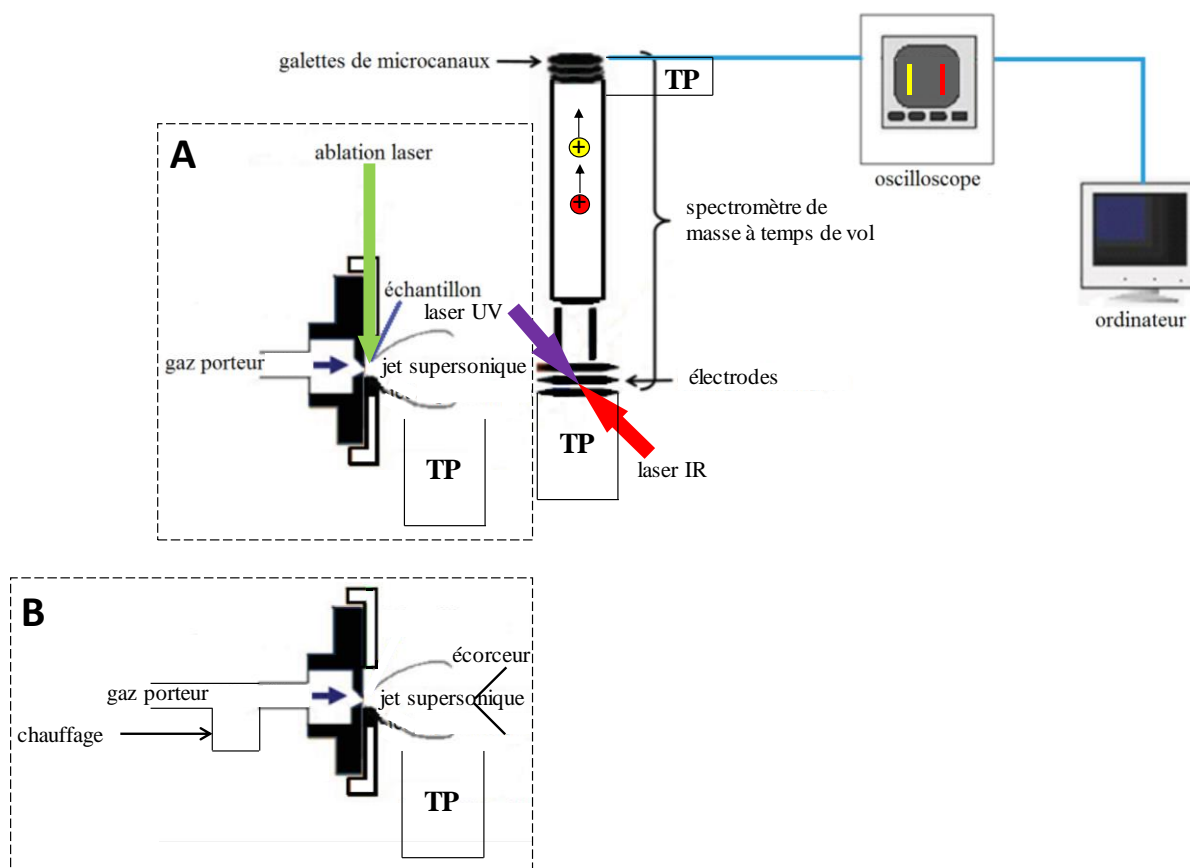 galettes de microcanaux
TP
A
ablation laser
oscilloscope
échantillon
laser UV
spectromètre de
masse à temps de vol
ordinateur
gaz porteur
jet supersonique
électrodes
TP
TP
laser IR
B
écorceur
gaz porteur
jet supersonique
chauffage
TP